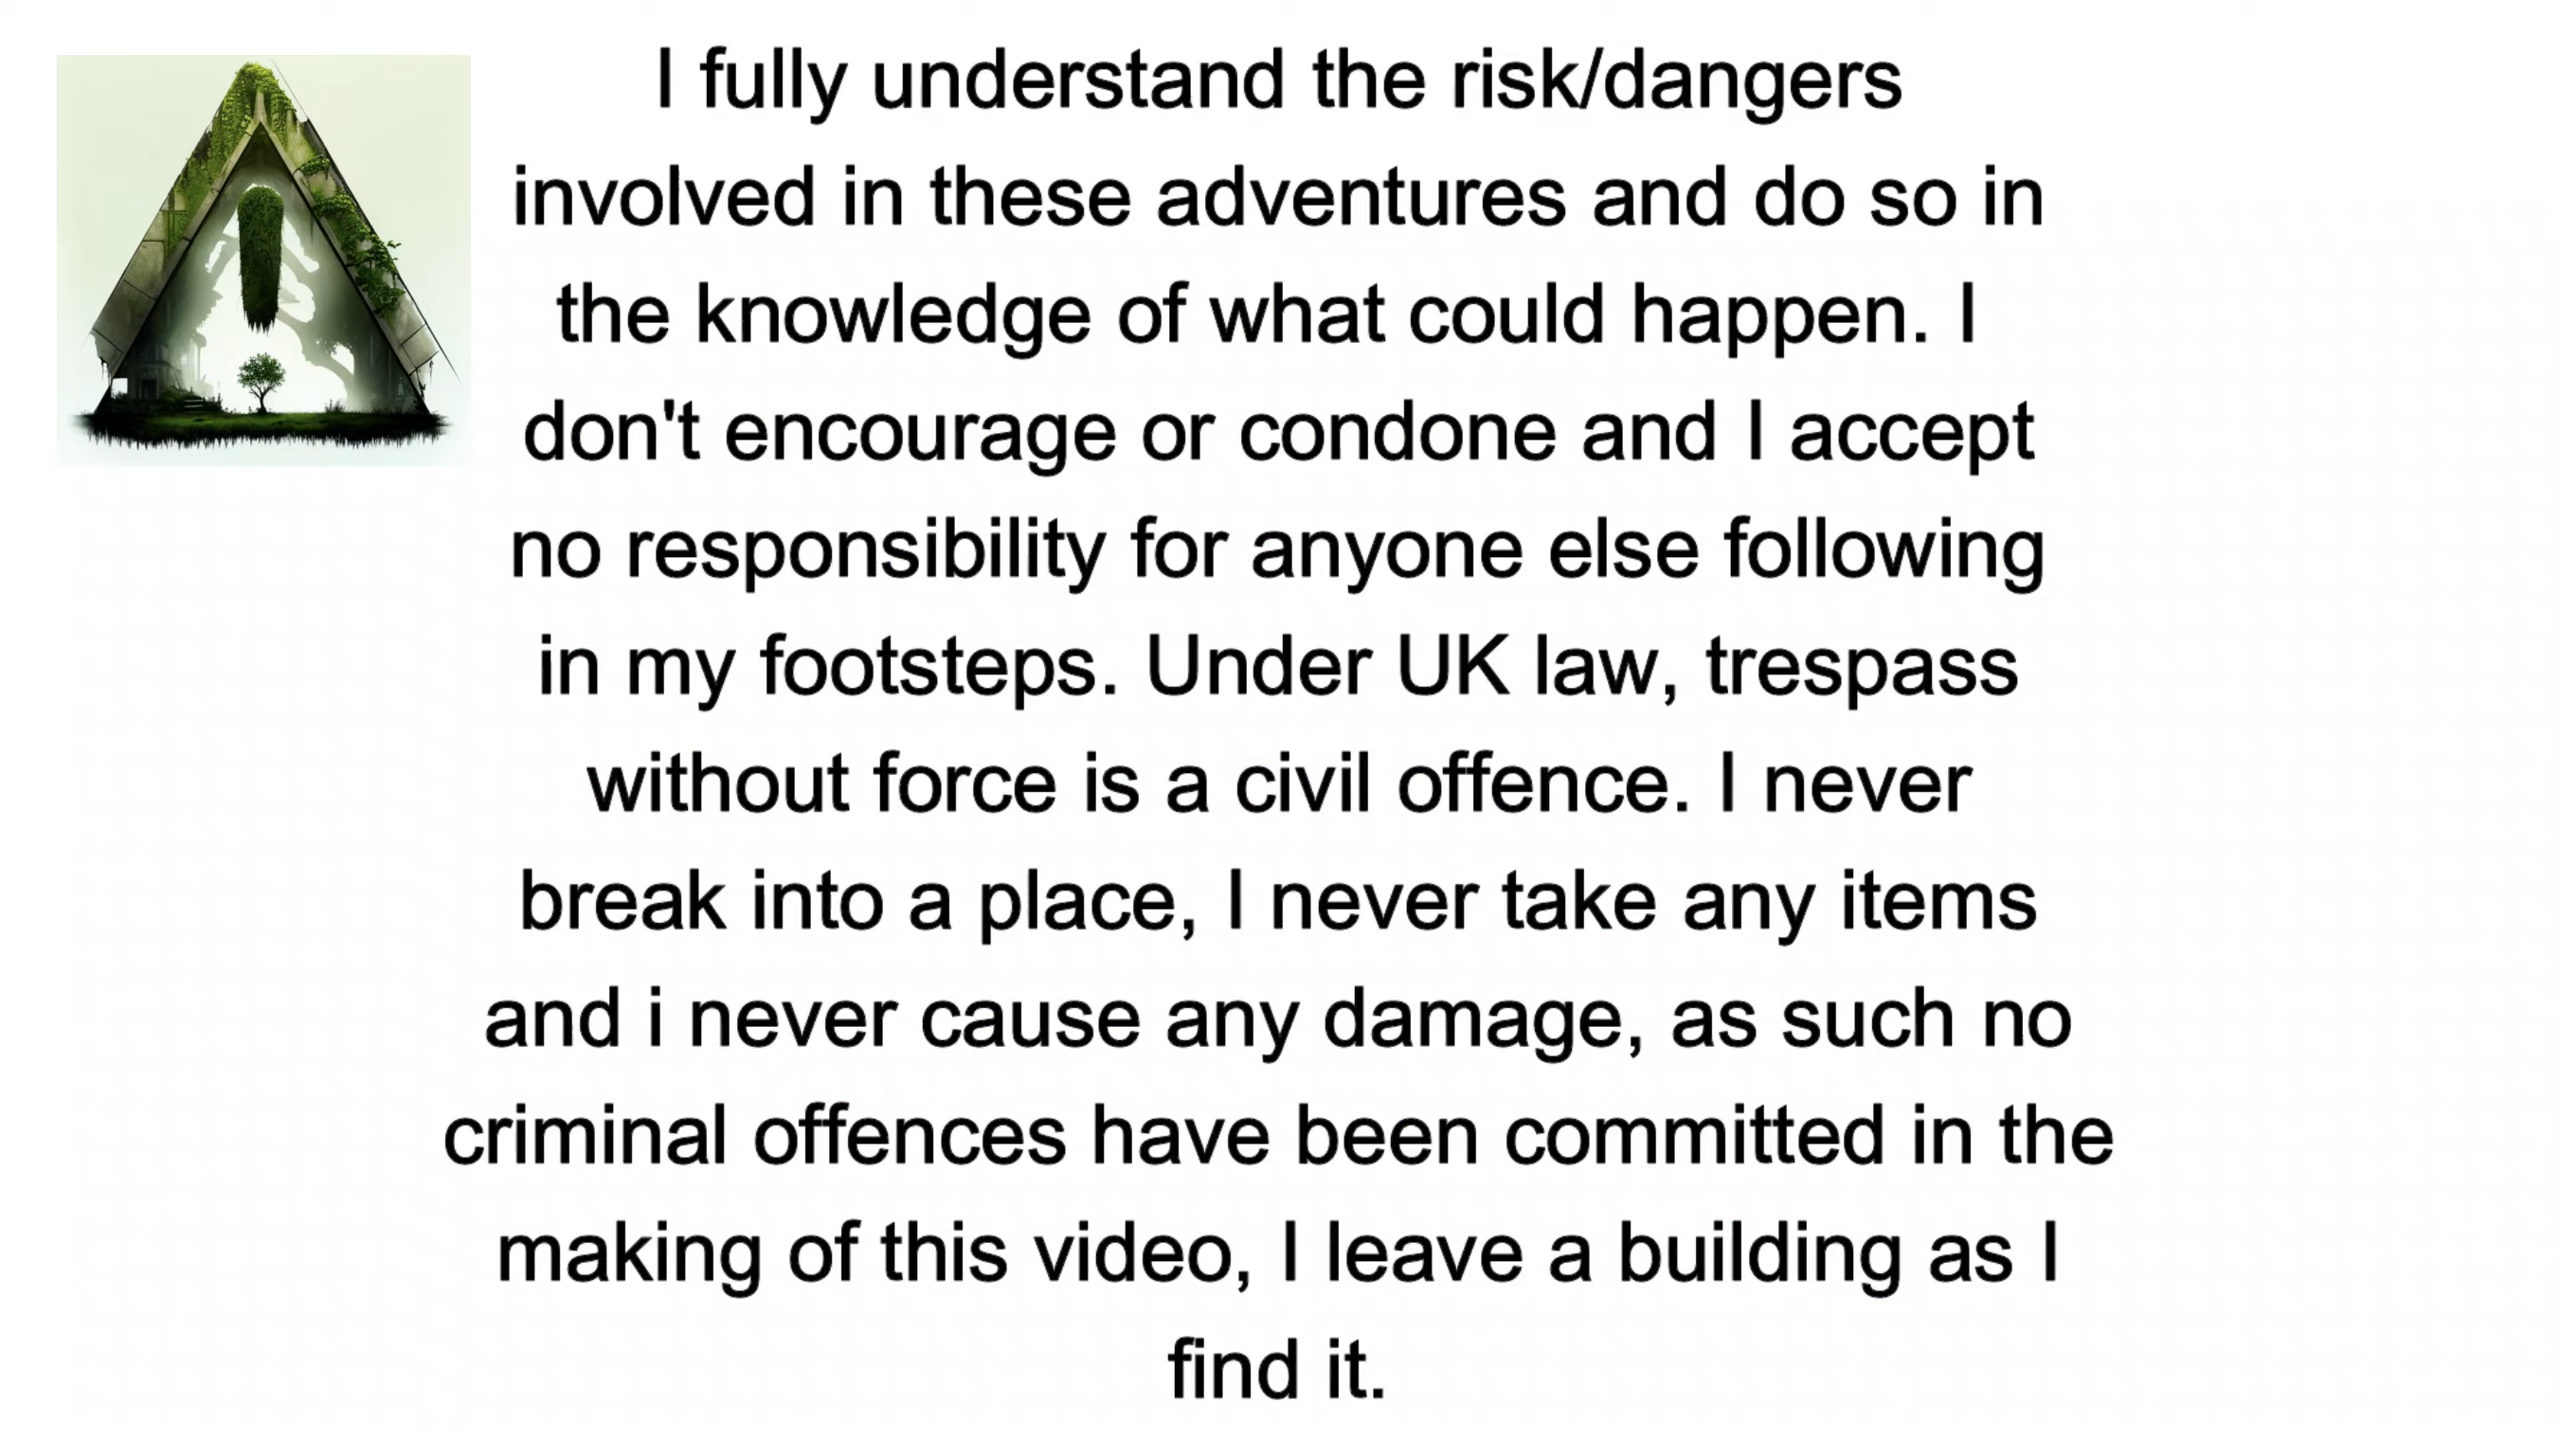 I fully understand the risk/dangers
involved in these adventures and do so in
the knowledge of what could happen. I
don't encourage or condone and I accept
no responsibility for anyone else following
in my footsteps. Under UK law, trespass
without force is a civil offence. I never
break into a place, I never take any items
and i never cause any damage, as such no
criminal offences have been committed in the
making of this video, I leave a building as I
find it.